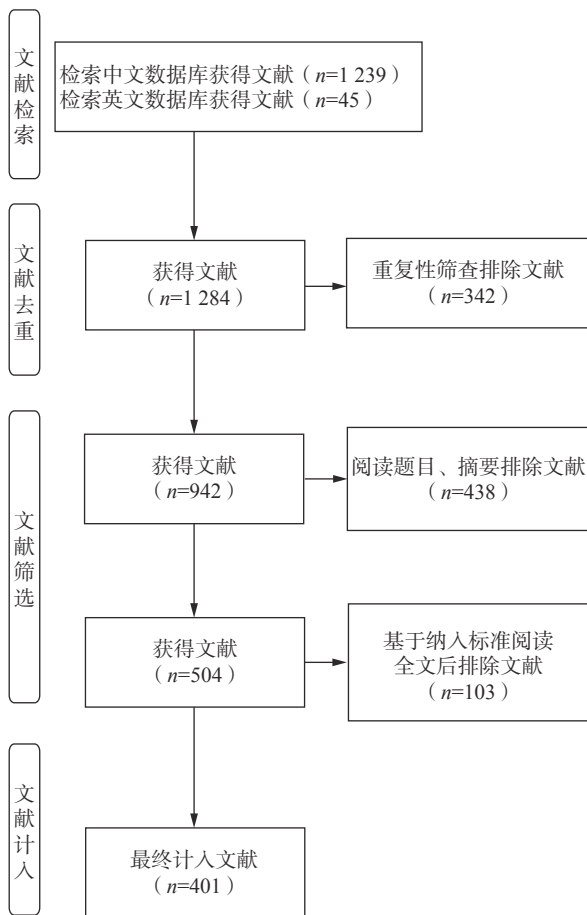 文献检索
检索中文数据库获得文献（n=1 239）
检索英文数据库获得文献（n=45）
文献去重
获得文献
（n=1 284）
重复性筛查排除文献
（n=342）
文献筛选
获得文献
（n=942）
阅读题目、摘要排除文献
（n=438）
获得文献
（n=504）
基于纳入标准阅读
全文后排除文献
（n=103）
文献计入
最终计入文献
（n=401）